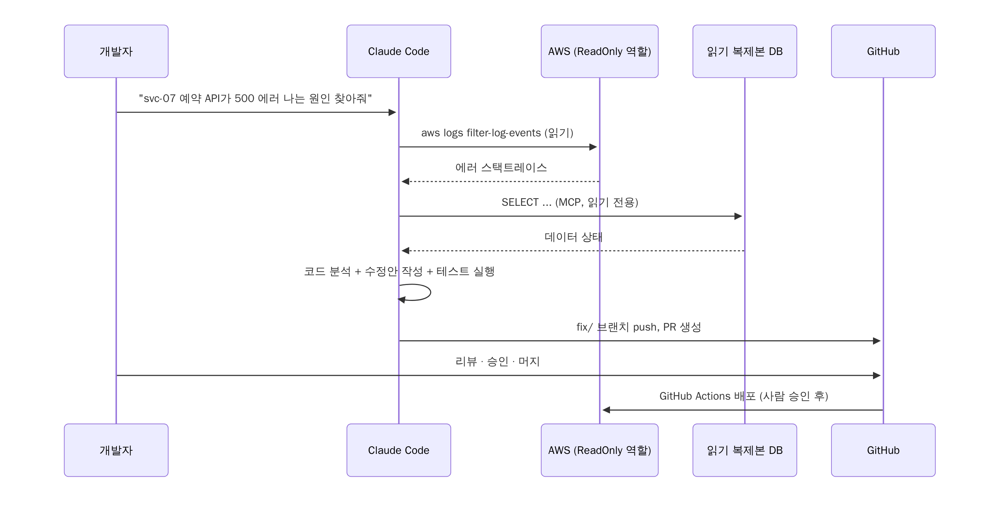 개발자
Claude Code
AWS (ReadOnly 역할)
읽기 복제본 DB
GitHub
"svc-07 예약 API가 500 에러 나는 원인 찾아줘"
aws logs filter-log-events (읽기)
에러 스택트레이스
SELECT ... (MCP, 읽기 전용)
데이터 상태
코드 분석 + 수정안 작성 + 테스트 실행
fix/ 브랜치 push, PR 생성
리뷰 · 승인 · 머지
GitHub Actions 배포 (사람 승인 후)
개발자
Claude Code
AWS (ReadOnly 역할)
읽기 복제본 DB
GitHub